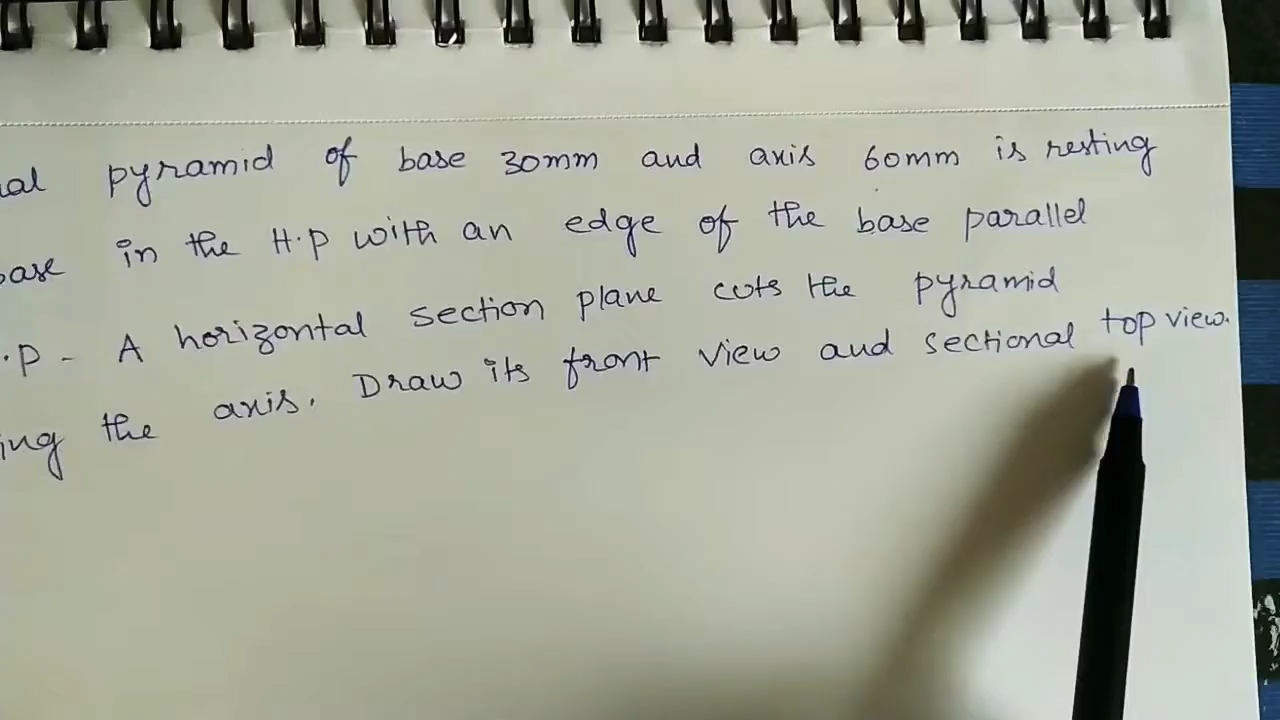 nal pyramid of base 30mm and axis 60mm is resting
base in the H.P with an edge of the base parallel
.P - A horizontal section plane cuts the pyramid
ing the axis. Draw its front view and sectional top view.